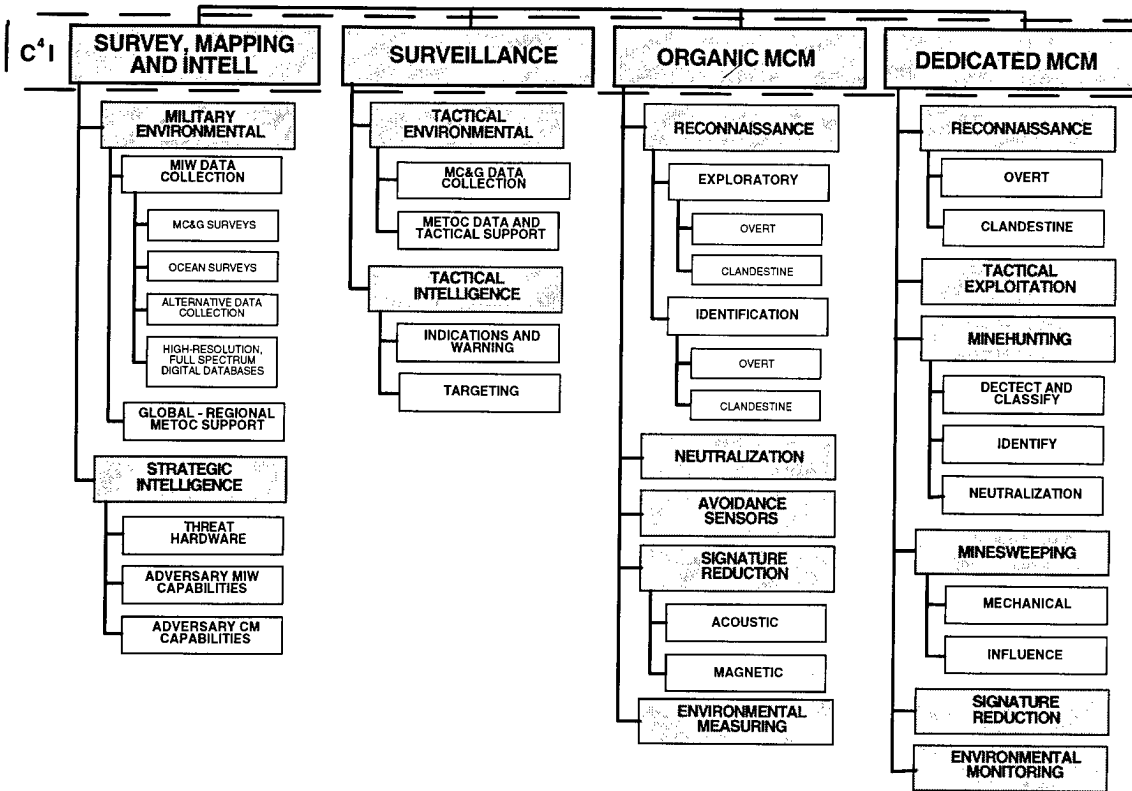 C⁴I
SURVEY, MAPPING
AND INTELL
MILITARY
ENVIRONMENTAL
MIW DATA
COLLECTION
MC&G SURVEYS
OCEAN SURVEYS
ALTERNATIVE DATA
COLLECTION
HIGH-RESOLUTION,
FULL SPECTRUM
DIGITAL DATABASES
GLOBAL - REGIONAL
METOC SUPPORT
STRATEGIC
INTELLIGENCE
THREAT
HARDWARE
ADVERSARY MIW
CAPABILITIES
ADVERSARY CM
CAPABILITIES
SURVEILLANCE
TACTICAL
ENVIRONMENTAL
MC&G DATA
COLLECTION
METOC DATA AND
TACTICAL SUPPORT
TACTICAL
INTELLIGENCE
INDICATIONS AND
WARNING
TARGETING
ORGANIC MCM
RECONNAISSANCE
EXPLORATORY
OVERT
CLANDESTINE
IDENTIFICATION
OVERT
CLANDESTINE
NEUTRALIZATION
AVOIDANCE
SENSORS
SIGNATURE
REDUCTION
ACOUSTIC
MAGNETIC
ENVIRONMENTAL
MEASURING
DEDICATED MCM
RECONNAISSANCE
OVERT
CLANDESTINE
TACTICAL
EXPLOITATION
MINEHUNTING
DECTECT AND
CLASSIFY
IDENTIFY
NEUTRALIZATION
MINESWEEPING
MECHANICAL
INFLUENCE
SIGNATURE
REDUCTION
ENVIRONMENTAL
MONITORING